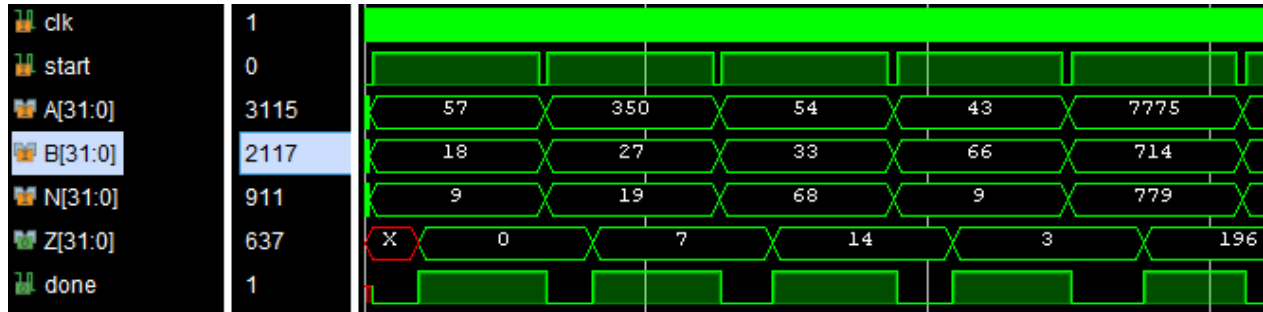 clk 1
start 0
A[31:0] 3115 57 350 54 43 7775
B[31:0] 2117 18 27 33 66 714
N[31:0] 911 9 19 68 9 779
Z[31:0] 637 X 0 7 14 3 196
done 1